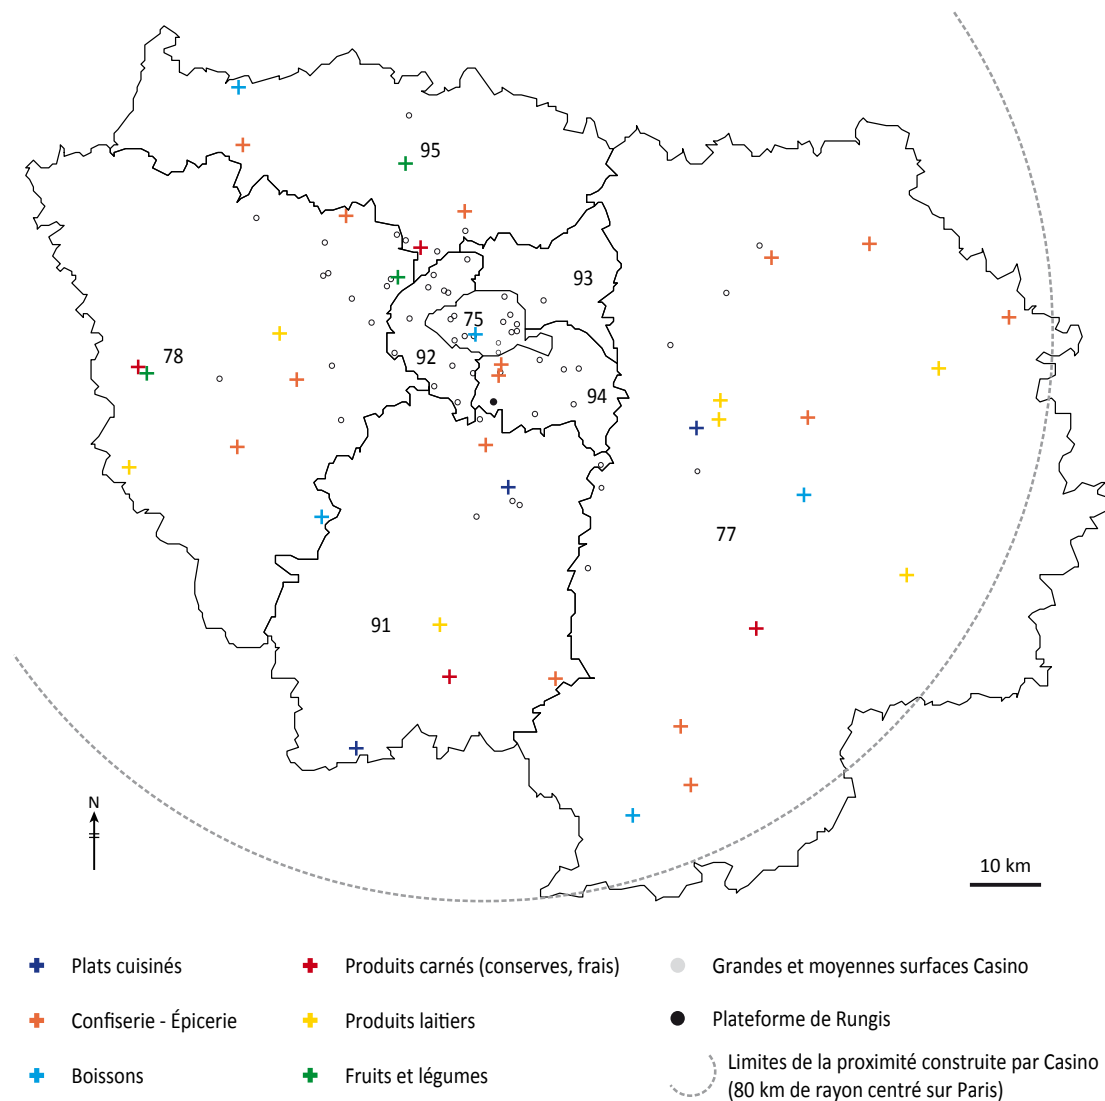 95
93
75
78
92
94
77
91
N
10 km
Plats cuisinés
Produits carnés (conserves, frais)
Grandes et moyennes surfaces Casino
Confiserie - Épicerie
Produits laitiers
Plateforme de Rungis
Boissons
Fruits et légumes
Limites de la proximité construite par Casino
(80 km de rayon centré sur Paris)